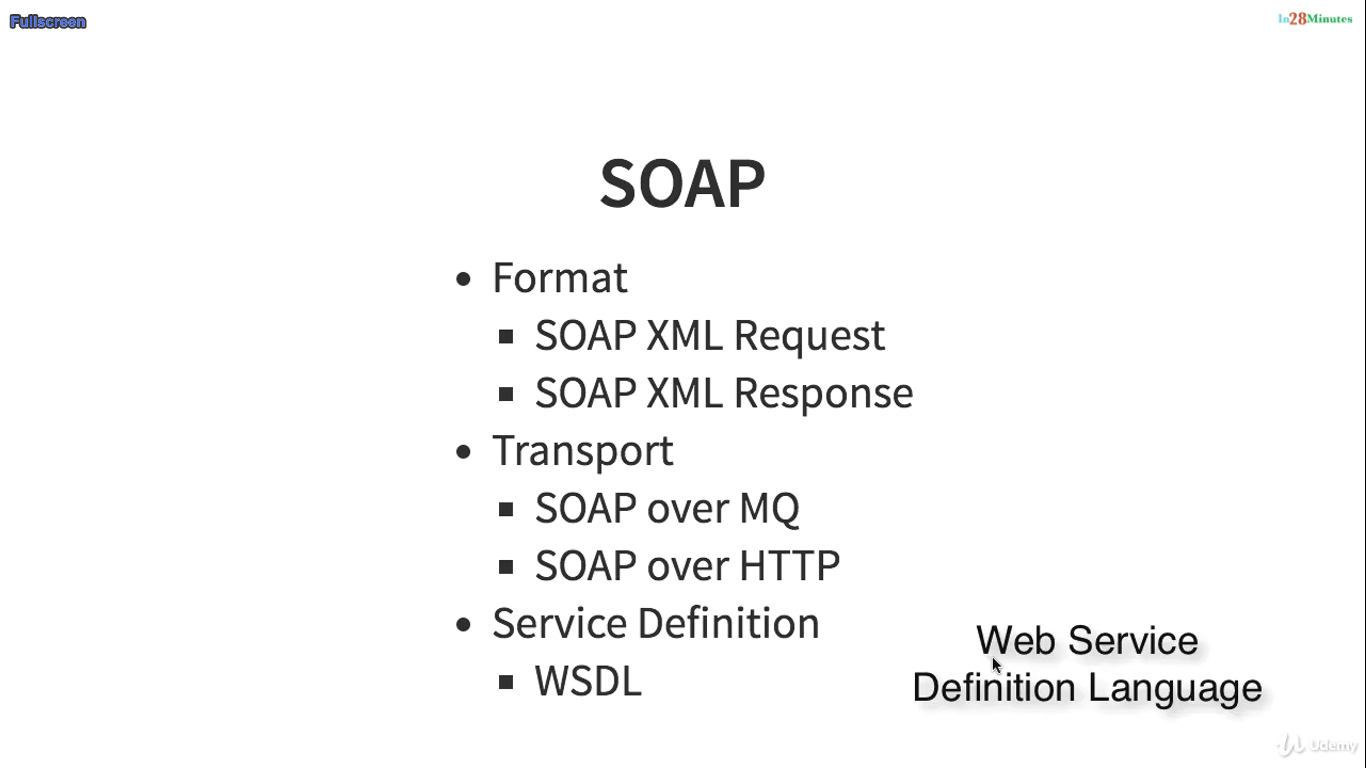 Fullscreen
In28Minutes
SOAP
• Format
▪ SOAP XML Request
▪ SOAP XML Response
• Transport
▪ SOAP over MQ
▪ SOAP over HTTP
• Service Definition
▪ WSDL
Web Service
Definition Language
Udemy